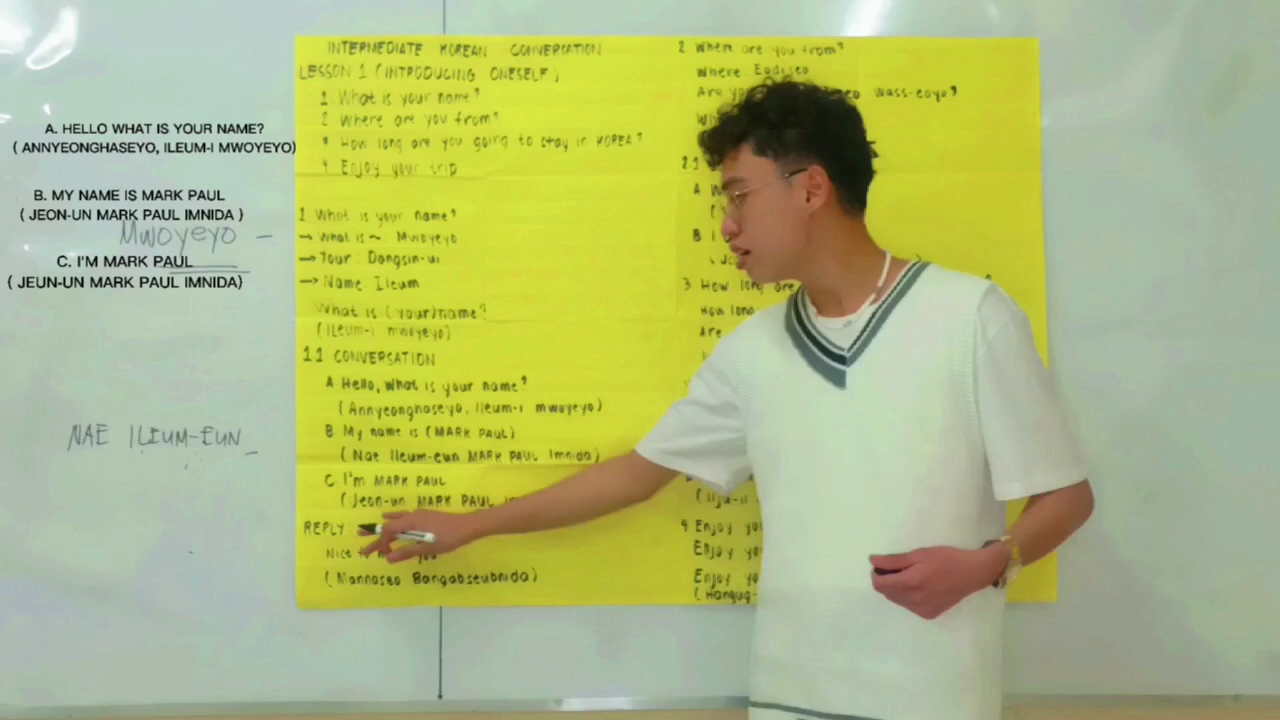 A. HELLO WHAT IS YOUR NAME?
( ANNYEONGHASEYO, ILEUM-I MWOYEYO)
B. MY NAME IS MARK PAUL
( JEON-UN MARK PAUL IMNIDA )
Mwoyeyo –
C. I'M MARK PAUL
( JEUN-UN MARK PAUL IMNIDA)
NAE ILEUM-EUN
INTERMEDIATE KOREAN CONVERSATION
LESSON 1 (INTRODUCING ONESELF)
1. What is your name?
2 Where are you from?
How long are you going to stay in KOREA?
4 Enjoy your trip
1 What is your name?
→ What is ~ : Mwoyeyo
→ Your : Dangsin-ui
→ Name Ileum
What is (your) name?
(Ileum-i mwoyeyo)
1.1 CONVERSATION
A. Hello, What is your name?
(Annyeonghaseyo, Ileum-i mwoyeyo)
B. My name is (MARK PAUL)
(Nae Ileum-eun MARK PAUL Imnida)
C. I'm MARK PAUL
(Jeon-un MARK PAUL
REPLY
Nice
(Mannaseo Bangabseubnida)
2 Where are you from?
Where: Eodiseo
Are you wass-eoyo?
A
B
3 How long are
How long
Are
4 Enjoy
Enjoy
Enjoy
(Hangug-